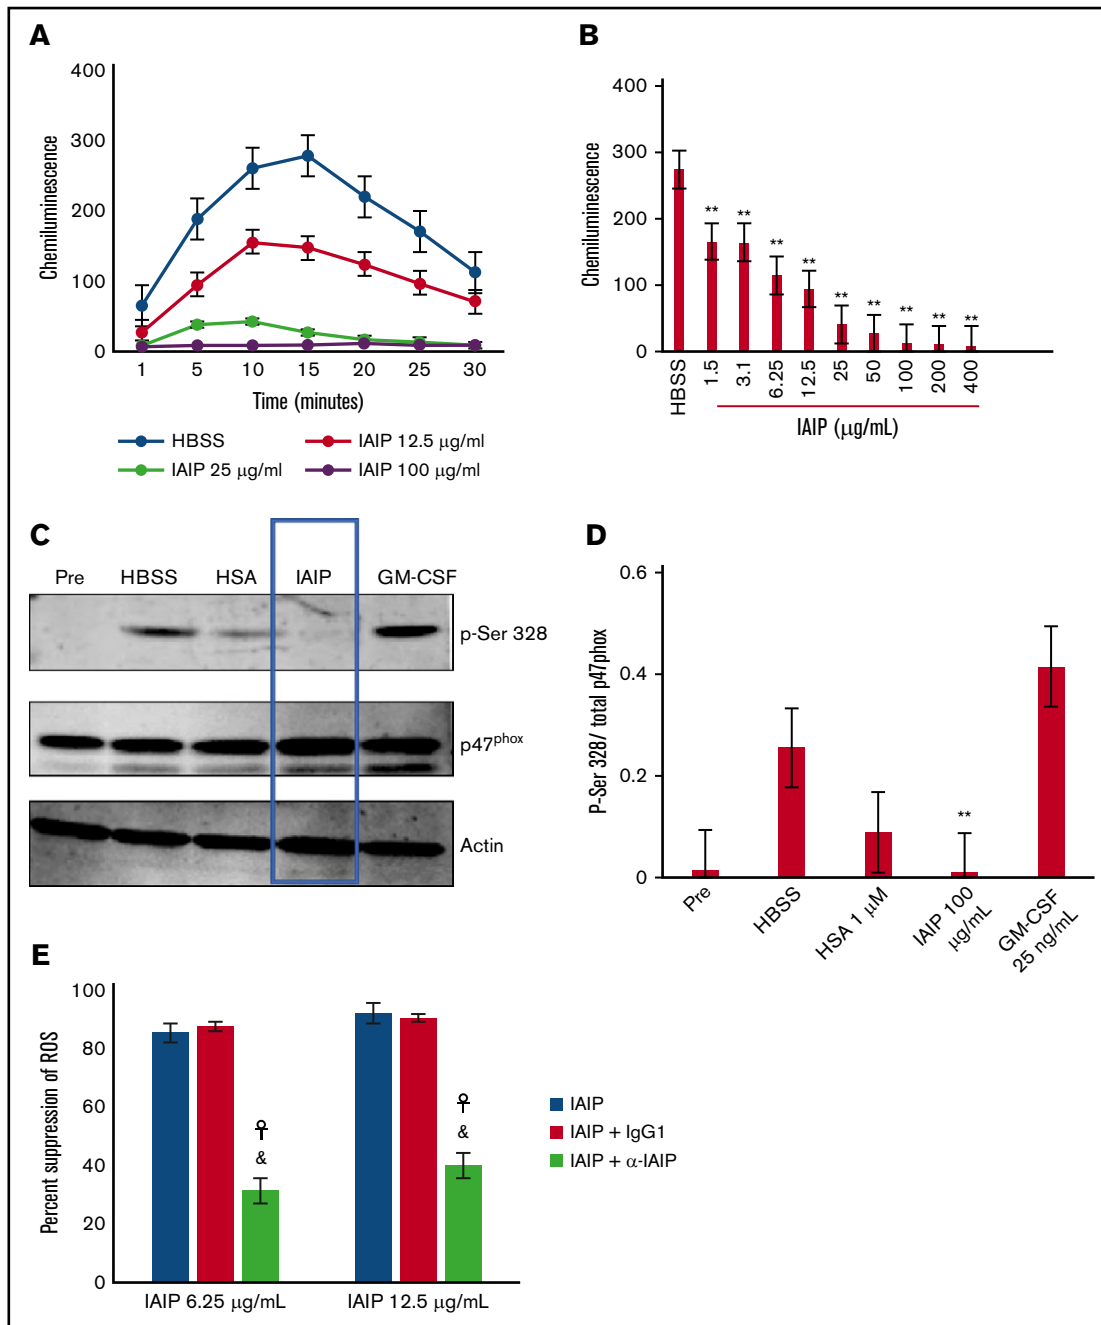 A
400
300
200
100
0
Chemiluminescence
1 5 10 15 20 25 30
Time (minutes)
HBSS
IAIP 12.5 μg/ml
IAIP 25 μg/ml
IAIP 100 μg/ml
B
400
300
200
100
0
Chemiluminescence
** ** ** ** ** ** ** ** **
HBSS 1.5 3.1 6.25 12.5 25 50 100 200 400
IAIP (μg/mL)
C
Pre HBSS HSA IAIP GM-CSF
p-Ser 328
p47phox
Actin
D
0.6
0.4
0.2
0
P-Ser 328/ total p47phox
**
Pre
HBSS
HSA 1 μM
IAIP 100
μg/mL
GM-CSF
25 ng/mL
E
100
80
60
40
20
0
Percent suppression of ROS
&
&
IAIP 6.25 μg/mL
IAIP 12.5 μg/mL
IAIP
IAIP + IgG1
IAIP + α-IAIP